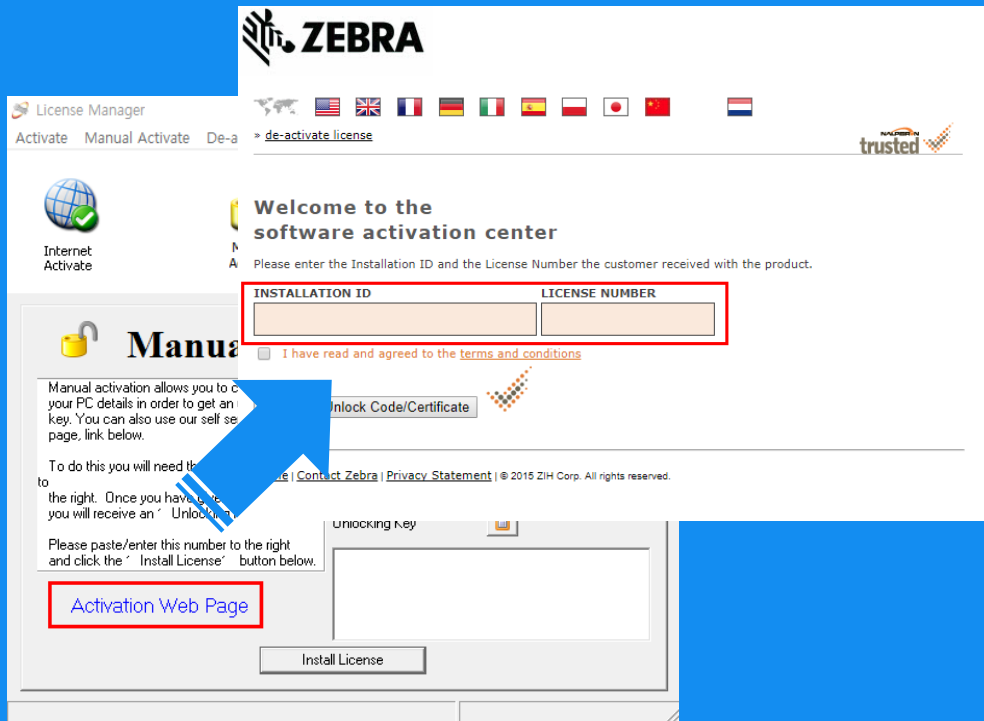 ZEBRA
License Manager
Activate Manual Activate De-a
» de-activate license
NALPEIRON
trusted
Internet
Activate
Welcome to the
software activation center
Please enter the Installation ID and the License Number the customer received with the product.
INSTALLATION ID LICENSE NUMBER
I have read and agreed to the terms and conditions
Unlock Code/Certificate
| Contact Zebra | Privacy Statement | © 2015 ZIH Corp. All rights reserved.
Manua
Manual activation allows you to c
your PC details in order to get an
key. You can also use our self se
page, link below.
To do this you will need th
to
the right. Once you have
you will receive an ´ Unlocking
Please paste/enter this number to the right
and click the ´ Install License´ button below.
Unlocking Key
Activation Web Page
Install License